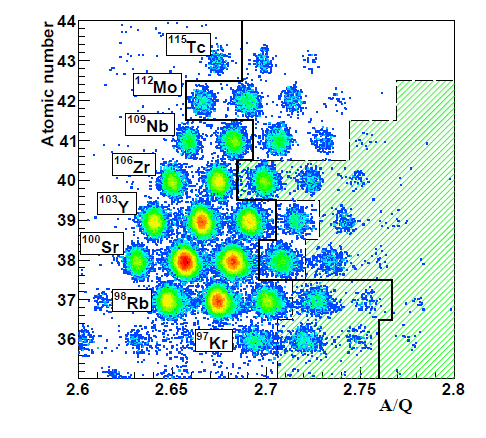 Atomic number
44
43
42
41
40
39
38
37
36
115Tc
112Mo
109Nb
106Zr
103Y
100Sr
98Rb
97Kr
2.6 2.65 2.7 2.75 2.8
A/Q